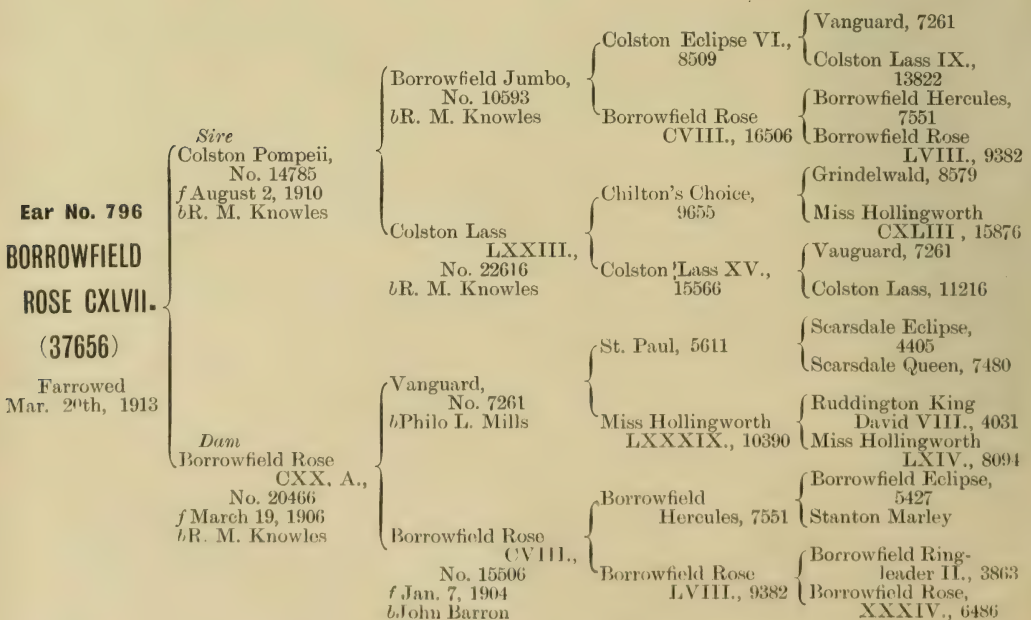 Ear No. 796
BORROWFIELD
ROSE CXLVII.
(37656)
Farrowed
Mar. 20th, 1913
Sire
Colston Pompeii,
No. 14785
f August 2, 1910
bR. M. Knowles
Dam
Borrowfield Rose
CXX. A.,
No. 20466
f March 19, 1906
bR. M. Knowles
Borrowfield Jumbo,
No. 10593
bR. M. Knowles
Colston Lass
LXXIII.,
No. 22616
bR. M. Knowles
Vanguard,
No. 7261
bPhilo L. Mills
Borrowfield Rose
CVIII.,
No. 15506
f Jan. 7, 1904
bJohn Barron
Colston Eclipse VI.,
8509
Borrowfield Rose
CVIII., 16506
Chilton's Choice,
9655
Colston Lass XV.,
15566
St. Paul, 5611
Miss Hollingworth
LXXXIX., 10390
Borrowfield
Hercules, 7551
Borrowfield Rose
LVIII., 9382
Vanguard, 7261
Colston Lass IX.,
13822
Borrowfield Hercules,
7551
Borrowfield Rose
LVIII., 9382
Grindelwald, 8579
Miss Hollingworth
CXLIII , 15876
Vauguard, 7261
Colston Lass, 11216
Scarsdale Eclipse,
4405
Scarsdale Queen, 7480
Ruddington King
David VIII., 4031
Miss Hollingworth
LXIV., 8094
Borrowfield Eclipse,
5427
Stanton Marley
Borrowfield Ring-
leader II., 3863
Borrowfield Rose,
XXXIV., 6486